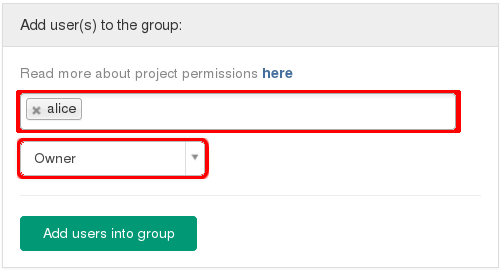 Add user(s) to the group:
Read more about project permissions here
alice
Owner
Add users into group